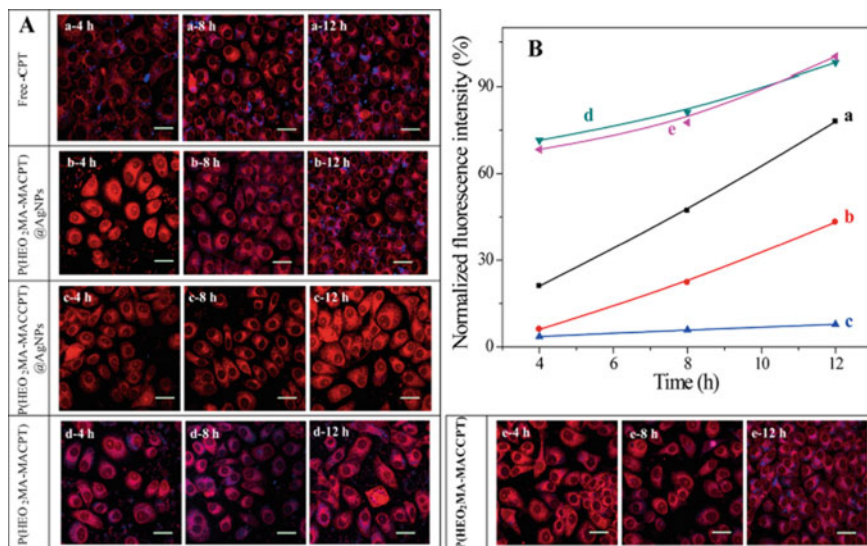 A
Free-CPT
a-4 h
a-8 h
a-12 h
P(HEO2MA-MACPT)
@AgNPs
b-4 h
b-8 h
b-12 h
P(HEO2MA-MACCPT)
@AgNPs
c-4 h
c-8 h
c-12 h
P(HEO2MA-MACPT)
d-4 h
d-8 h
d-12 h
B
Normalized fluorescence intensity (%)
90
60
30
0
d
e
a
b
c
4
6
8
10
12
Time (h)
P(HEO2MA-MACCPT)
e-4 h
e-8 h
e-12 h